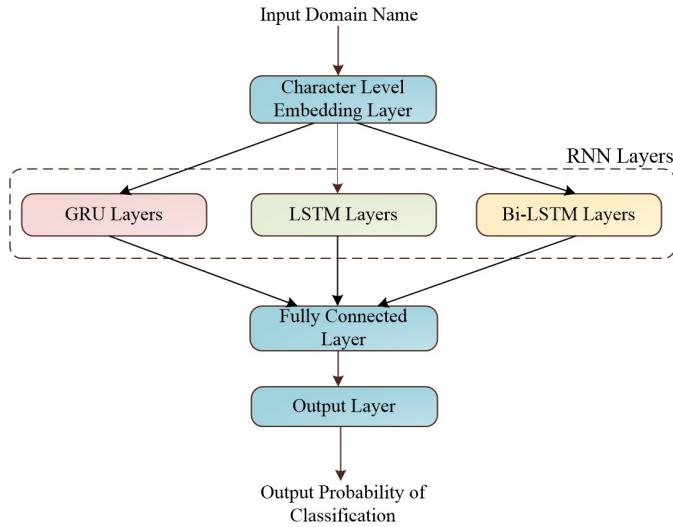 Input Domain Name
Character Level
Embedding Layer
RNN Layers
GRU Layers
LSTM Layers
Bi-LSTM Layers
Fully Connected
Layer
Output Layer
Output Probability of
Classification